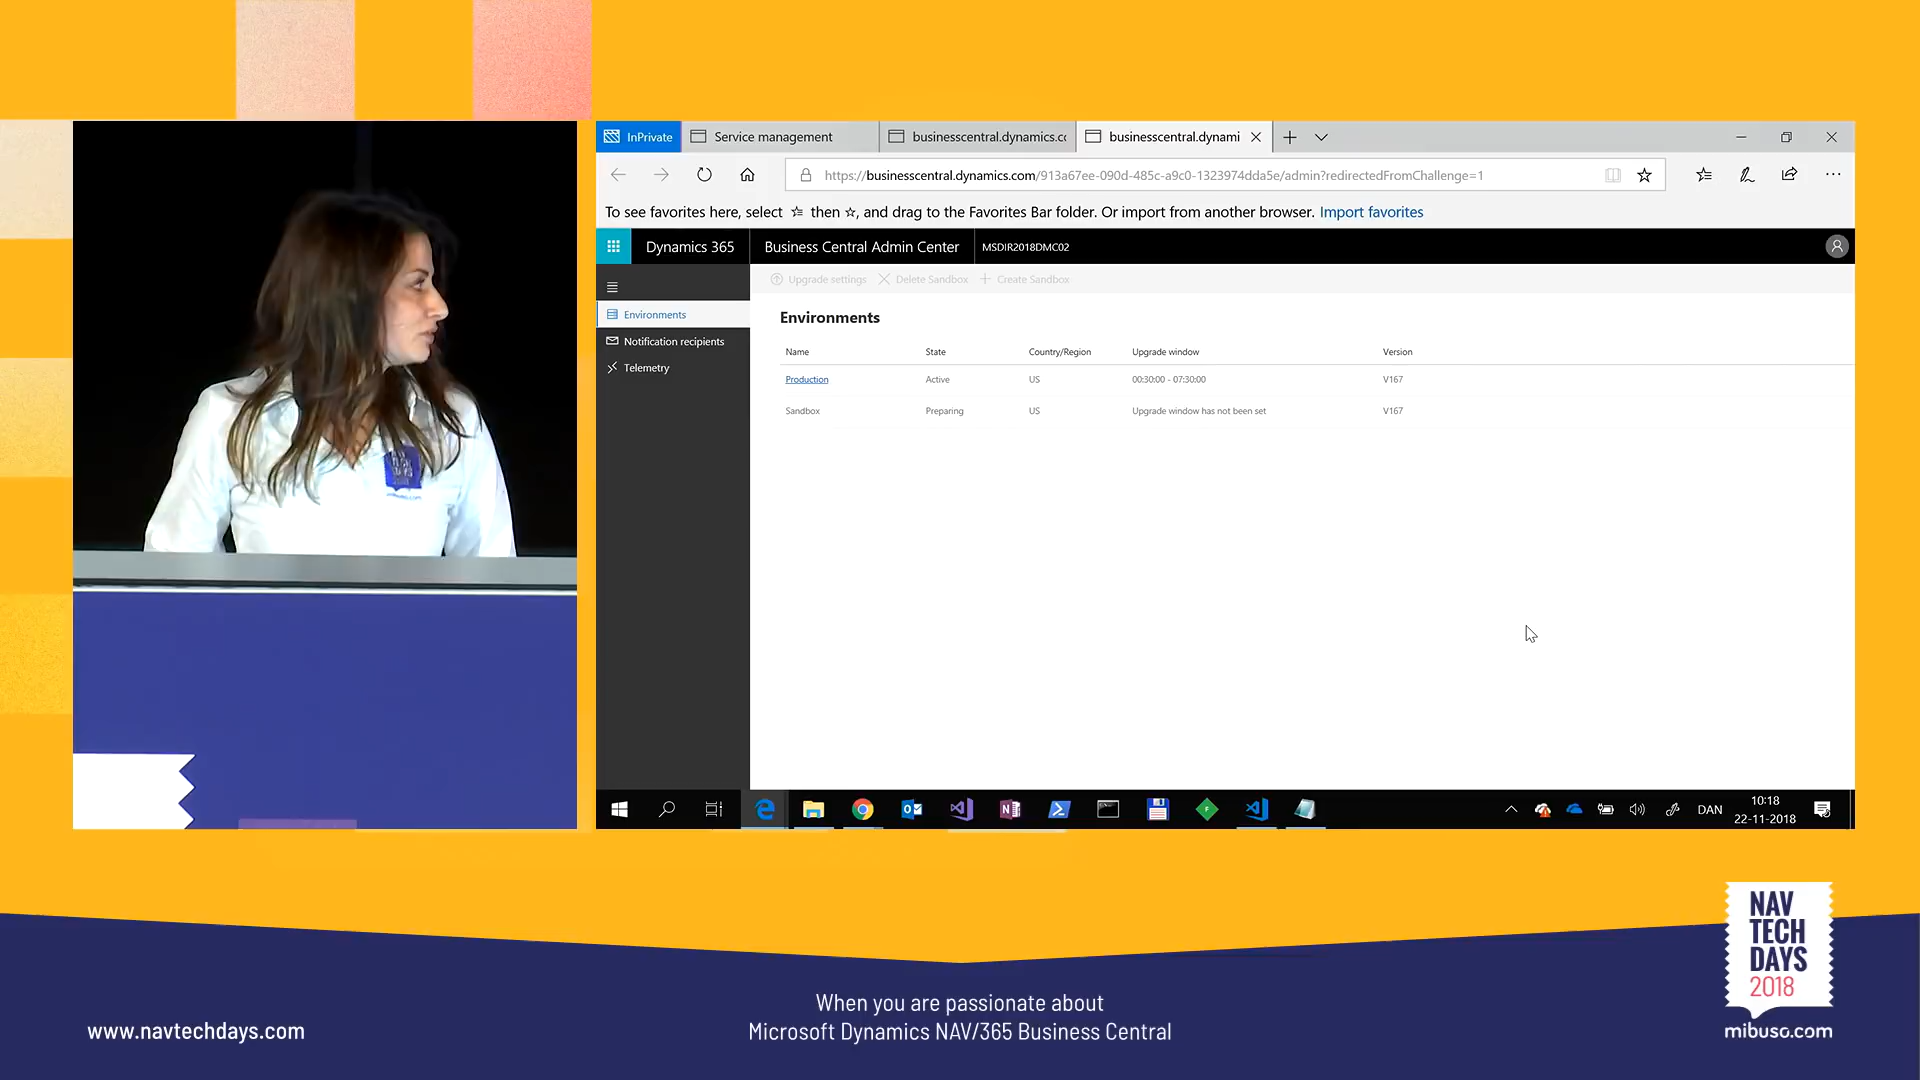 InPrivate
Service management
businesscentral.dynamics.cc
businesscentral.dynami
https://businesscentral.dynamics.com/913a67ee-090d-485c-a9c0-1323974dda5e/admin?redirectedFromChallenge=1
To see favorites here, select then, and drag to the Favorites Bar folder. Or import from another browser. Import favorites
Dynamics 365
Business Central Admin Center
MSDIR2018DMC02
Upgrade settings
Delete Sandbox
Create Sandbox
Environments
Notification recipients
Telemetry
Environments
Name State Country/Region Upgrade window Version
Production Active US 00:30:00 - 07:30:00 V167
Sandbox Preparing US Upgrade window has not been set V167
DAN
10:18
22-11-2018
NAV
TECH
DAYS
2018
mibuso.com
www.navtechdays.com
When you are passionate about
Microsoft Dynamics NAV/365 Business Central